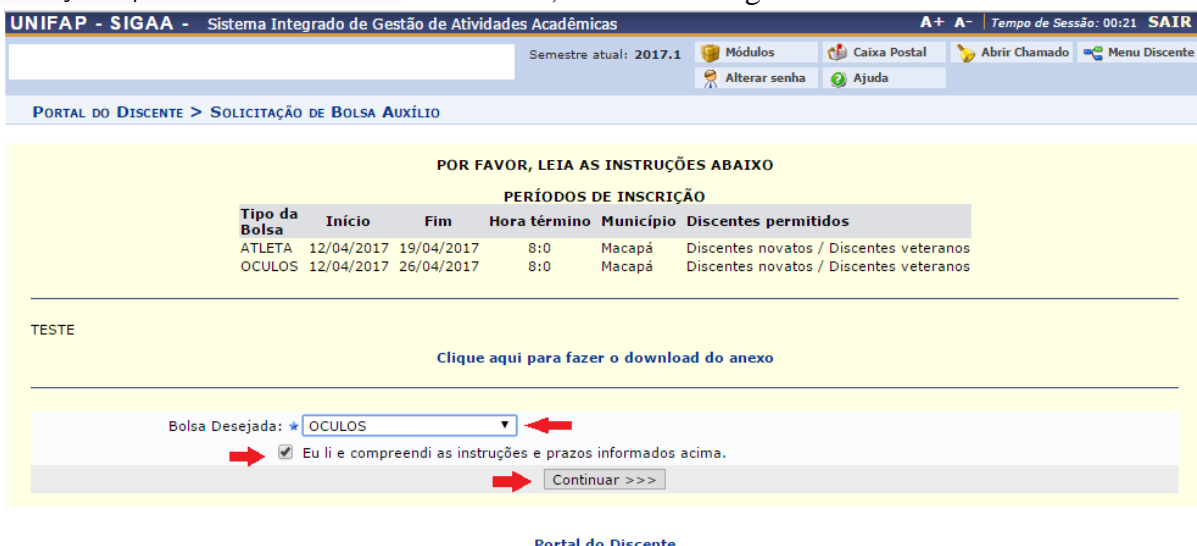 UNIFAP - SIGAA - Sistema Integrado de Gestão de Atividades Acadêmicas A+ A- Tempo de Sessão: 00:21 SAIR
Semestre atual: 2017.1 Módulos Caixa Postal Abrir Chamado Menu Discente
Alterar senha Ajuda
PORTAL DO DISCENTE > SOLICITAÇÃO DE BOLSA AUXÍLIO
POR FAVOR, LEIA AS INSTRUÇÕES ABAIXO
PERÍODOS DE INSCRIÇÃO
Tipo da Bolsa Início Fim Hora término Município Discentes permitidos
ATLETA 12/04/2017 19/04/2017 8:0 Macapá Discentes novatos / Discentes veteranos
OCULOS 12/04/2017 26/04/2017 8:0 Macapá Discentes novatos / Discentes veteranos
TESTE
Clique aqui para fazer o download do anexo
Bolsa Desejada: OCULOS
Eu li e compreendi as instruções e prazos informados acima.
Continuar >>>
Portal do Discente